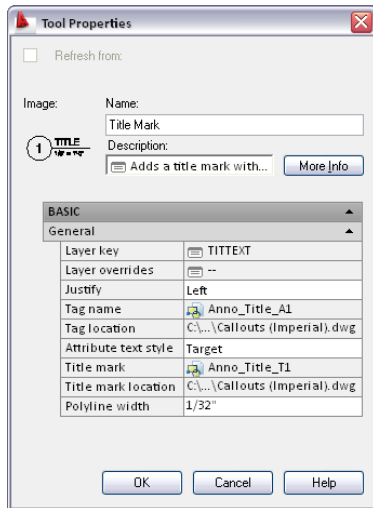 Tool Properties
Refresh from:
Image:
Name:
Title Mark
1 TITLE
Description:
Adds a title mark with... More Info
BASIC
General
Layer key TITTEXT
Layer overrides --
Justify Left
Tag name Anno_Title_A1
Tag location C:\...\Callouts (Imperial).dwg
Attribute text style Target
Title mark Anno_Title_T1
Title mark location C:\...\Callouts (Imperial).dwg
Polyline width 1/32"
OK Cancel Help